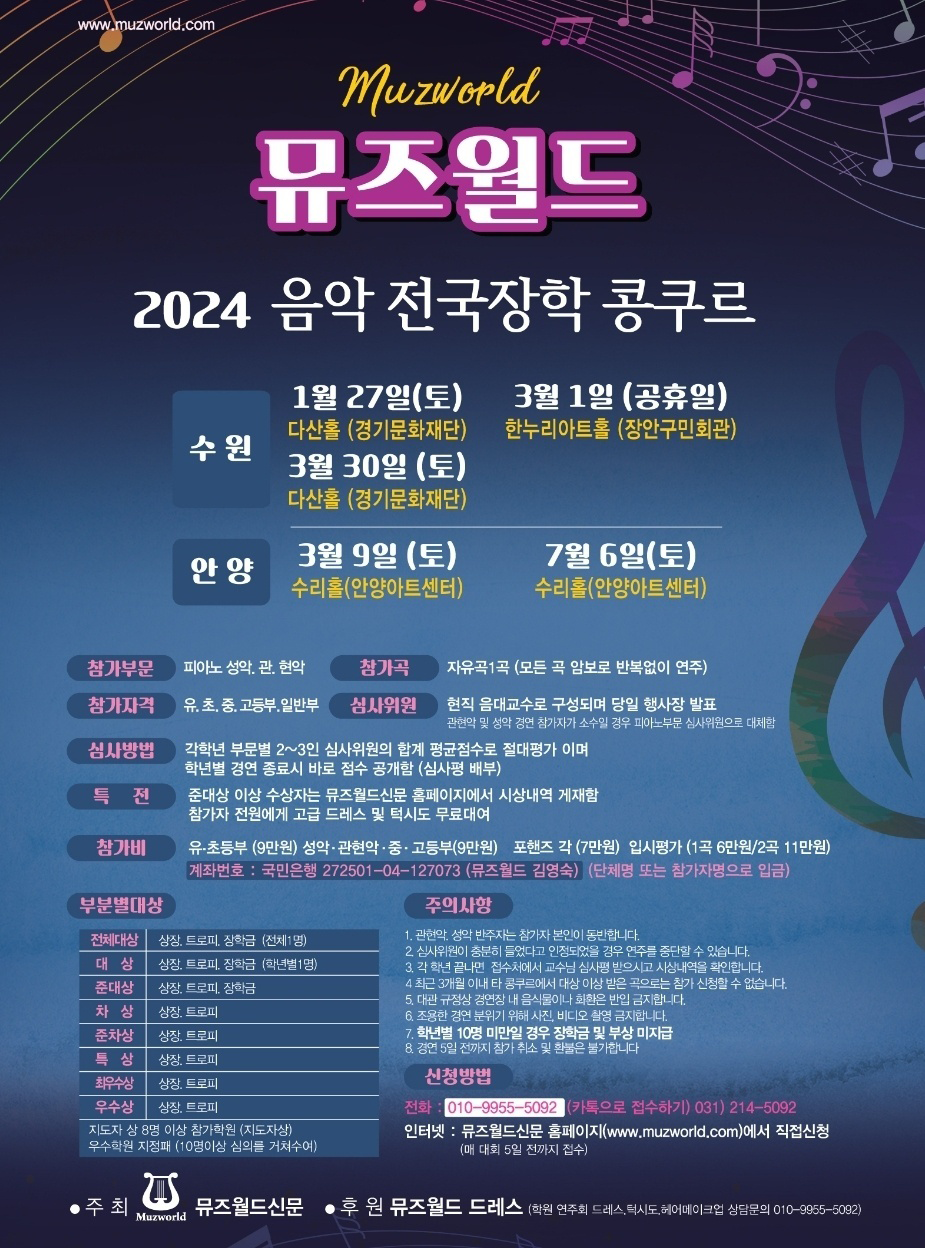 www.muzworld.com
Muzworld
뮤즈월드
2024 음악 전국장학 콩쿠르
수 원
1월 27일(토) 3월 1일 (공휴일)
다산홀 (경기문화재단) 한누리아트홀 (장안구민회관)
3월 30일 (토)
다산홀 (경기문화재단)
안 양
3월 9일 (토) 7월 6일(토)
수리홀(안양아트센터) 수리홀(안양아트센터)
참가부문 피아노 성악. 관. 현악 참가곡 자유곡1곡 (모든 곡 암보로 반복없이 연주)
참가자격 유. 초. 중. 고등부. 일반부 심사위원 현직 음대교수로 구성되며 당일 행사장 발표
관현악 및 성악 경연 참가자가 소수일 경우 피아노부문 심사위원으로 대체함
심사방법 각학년 부문별 2~3인 심사위원의 합계 평균점수로 절대평가 이며
학년별 경연 종료시 바로 점수 공개함 (심사평 배부)
특 전 준대상 이상 수상자는 뮤즈월드신문 홈페이지에서 시상내역 게재함
참가자 전원에게 고급 드레스 및 턱시도 무료대여
참가비 유·초등부 (9만원) 성악·관현악·중·고등부(9만원) 포핸즈 각 (7만원) 입시평가 (1곡 6만원/2곡 11만원)
계좌번호 : 국민은행 272501-04-127073 (뮤즈월드 김영숙) (단체명 또는 참가자명으로 입금)
부분별대상
전체대상 상장. 트로피. 장학금 (전체1명)
대 상 상장. 트로피. 장학금 (학년별1명)
준대상 상장. 트로피. 장학금
차 상 상장. 트로피
준차상 상장. 트로피
특 상 상장. 트로피
최우수상 상장. 트로피
우수상 상장. 트로피
지도자 상 8명 이상 참가학원 (지도자상)
우수학원 지정패 (10명이상 심의를 거쳐수여)
주의사항
1. 관현악. 성악 반주자는 참가자 본인이 동반합니다.
2. 심사위원이 충분히 들었다고 인정되었을 경우 연주를 중단할 수 있습니다.
3. 각 학년 끝나면 접수처에서 교수님 심사평 받으시고 시상내역을 확인합니다.
4 최근 3개월 이내 타 콩쿠르에서 대상 이상 받은 곡으로는 참가 신청할 수 없습니다.
5. 대관 규정상 경연장 내 음식물이나 화환은 반입 금지합니다.
6. 조용한 경연 분위기 위해 사진, 비디오 촬영 금지합니다.
7. 학년별 10명 미만일 경우 장학금 및 부상 미지급
8. 경연 5일 전까지 참가 취소 및 환불은 불가합니다
신청방법
전화 : 010-9955-5092 (카톡으로 접수하기) 031) 214-5092
인터넷 : 뮤즈월드신문 홈페이지(www.muzworld.com)에서 직접신청
(매 대회 5일 전까지 접수)
● 주 최 Muzworld 뮤즈월드신문 ● 후 원 뮤즈월드 드레스 (학원 연주회 드레스.턱시도.헤어메이크업 상담문의 010-9955-5092)